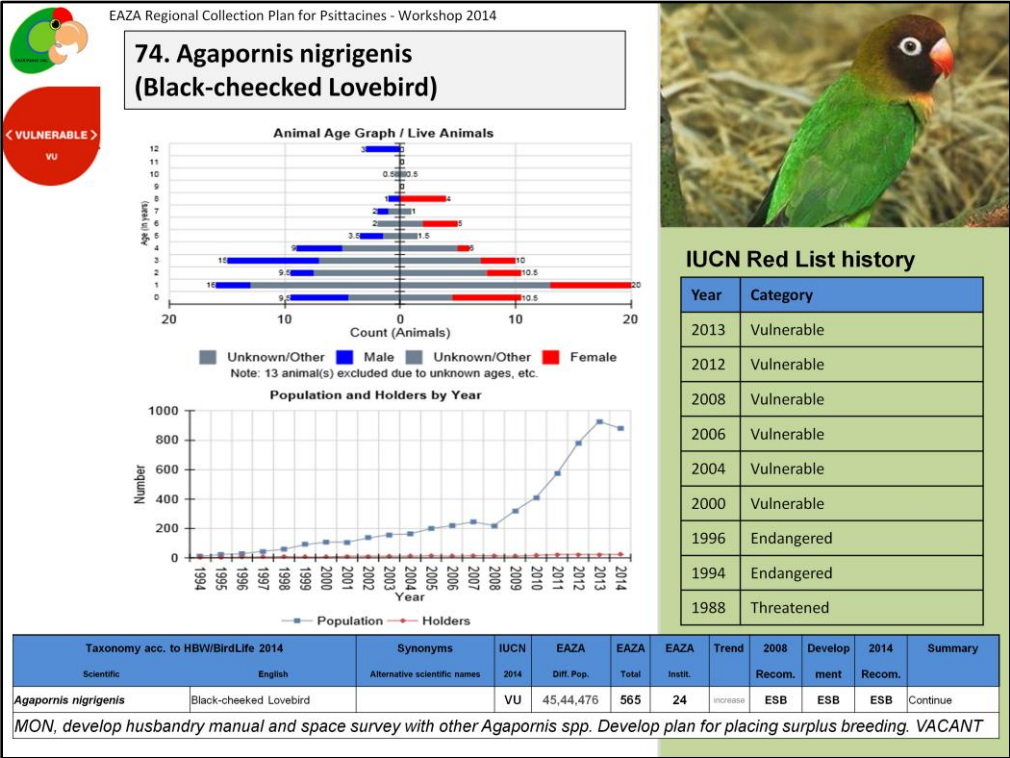 EAZA Regional Collection Plan for Psittacines - Workshop 2014
74. Agapornis nigrigenis
(Black-cheecked Lovebird)
< VULNERABLE >
VU
Animal Age Graph / Live Animals
Age (in years)
12 3 0
11 0
10 0.5 0.5
9 0
8 1 4
7 2 1
6 2 5
5 3.5 1.5
4 9 6
3 15 10
2 9.5 10.5
1 16 20
0 9.5 10.5
20 10 0 10 20
Count (Animals)
Unknown/Other Male Unknown/Other Female
Note: 13 animal(s) excluded due to unknown ages, etc.
Population and Holders by Year
Number
1000
800
600
400
200
0
1994 1995 1996 1997 1998 1999 2000 2001 2002 2003 2004 2005 2006 2007 2008 2009 2010 2011 2012 2013 2014
Year
Population Holders
IUCN Red List history
Year Category
2013 Vulnerable
2012 Vulnerable
2008 Vulnerable
2006 Vulnerable
2004 Vulnerable
2000 Vulnerable
1996 Endangered
1994 Endangered
1988 Threatened
Taxonomy acc. to HBW/BirdLife 2014 Synonyms IUCN EAZA EAZA EAZA Trend 2008 Develop 2014 Summary
Scientific English Alternative scientific names 2014 Diff. Pop. Total Instit. Recom. ment Recom.
Agapornis nigrigenis Black-cheeked Lovebird VU 45,44,476 565 24 increase ESB ESB ESB Continue
MON, develop husbandry manual and space survey with other Agapornis spp. Develop plan for placing surplus breeding. VACANT